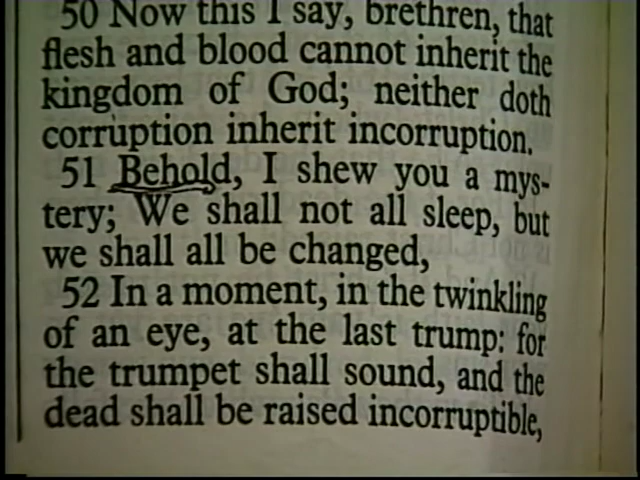 50 Now this I say, brethren, that
flesh and blood cannot inherit the
kingdom of God; neither doth
corruption inherit incorruption.
51 Behold, I shew you a mys-
tery; We shall not all sleep, but
we shall all be changed,
52 In a moment, in the twinkling
of an eye, at the last trump: for
the trumpet shall sound, and the
dead shall be raised incorruptible,